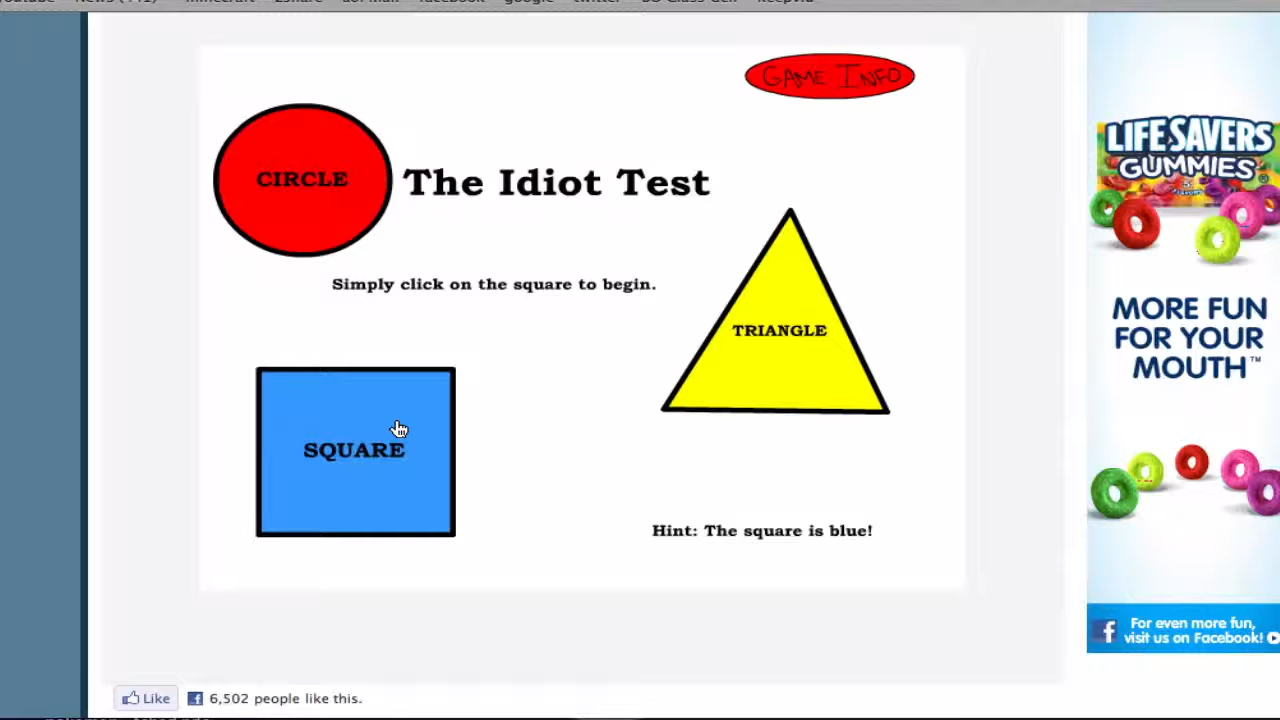 GAME INFO
CIRCLE
The Idiot Test
Simply click on the square to begin.
TRIANGLE
SQUARE
Hint: The square is blue!
LIFE SAVERS
GUMMIES
MORE FUN
FOR YOUR
MOUTH™
For even more fun,
visit us on Facebook!
Like
6,502 people like this.